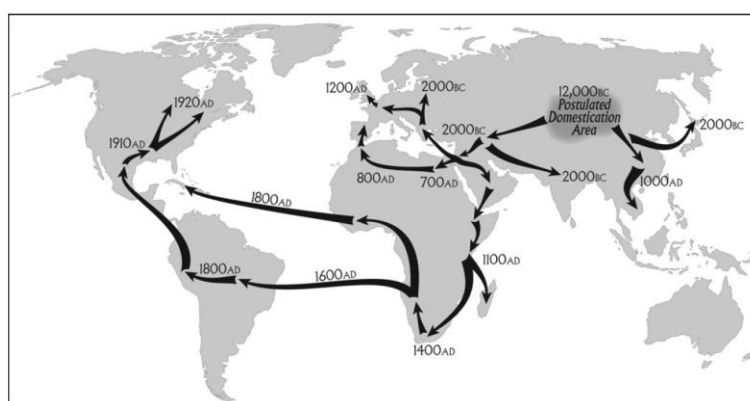 1200AD
2000BC
12,000BC
Postulated
Domestication
Area
1920AD
2000BC
2000BC
1910AD
800AD
700AD
2000BC
1000AD
1800AD
1100AD
1800AD
1600AD
1400AD